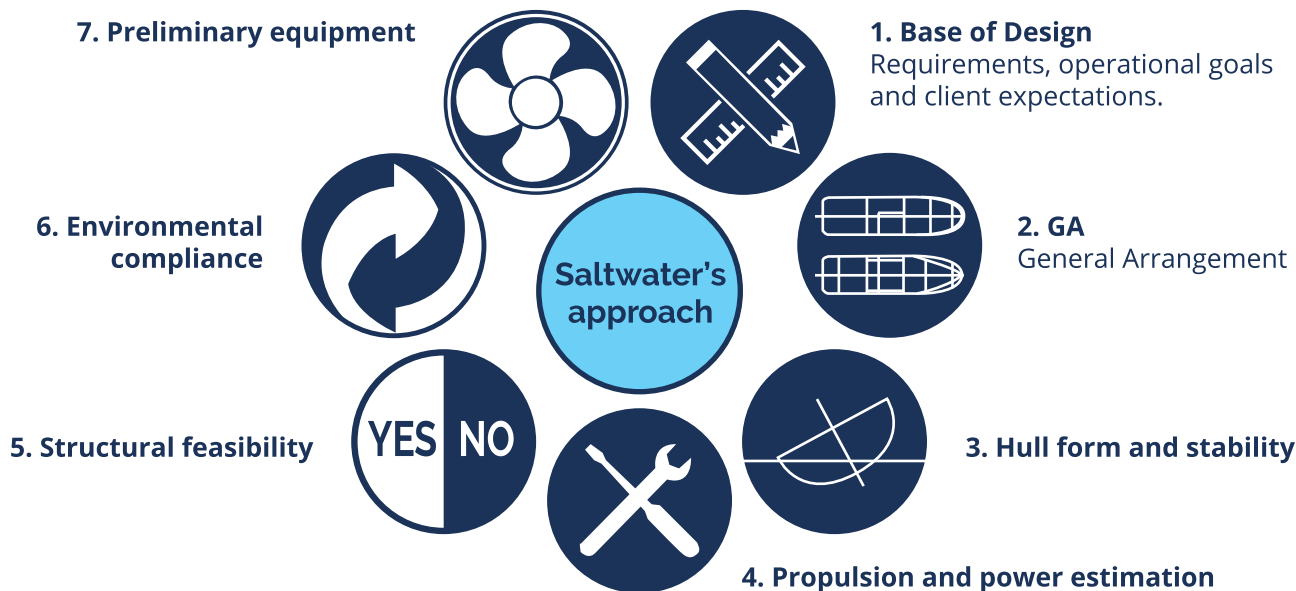 7. Preliminary equipment
1. Base of Design
Requirements, operational goals
and client expectations.
6. Environmental
compliance
2. GA
General Arrangement
Saltwater's
approach
5. Structural feasibility
YES NO
3. Hull form and stability
4. Propulsion and power estimation